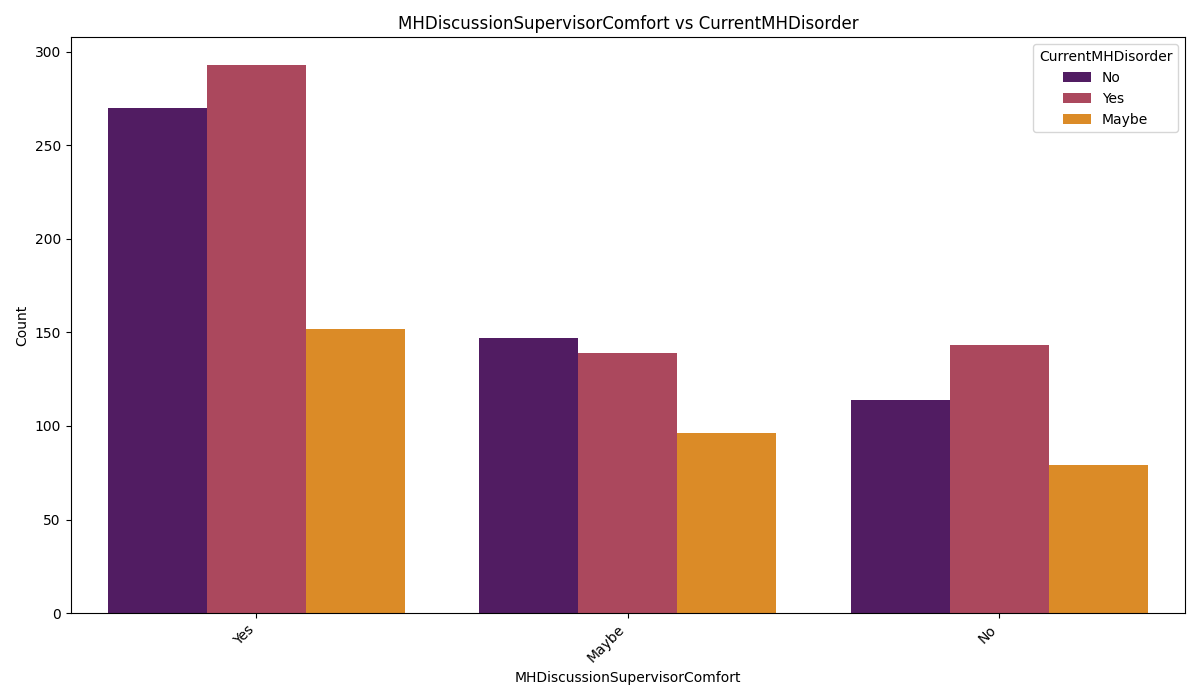 MHDiscussionSupervisorComfort vs CurrentMHDisorder
CurrentMHDisorder
No
Yes
Maybe
Count
300
250
200
150
100
50
0
Yes
Maybe
No
MHDiscussionSupervisorComfort